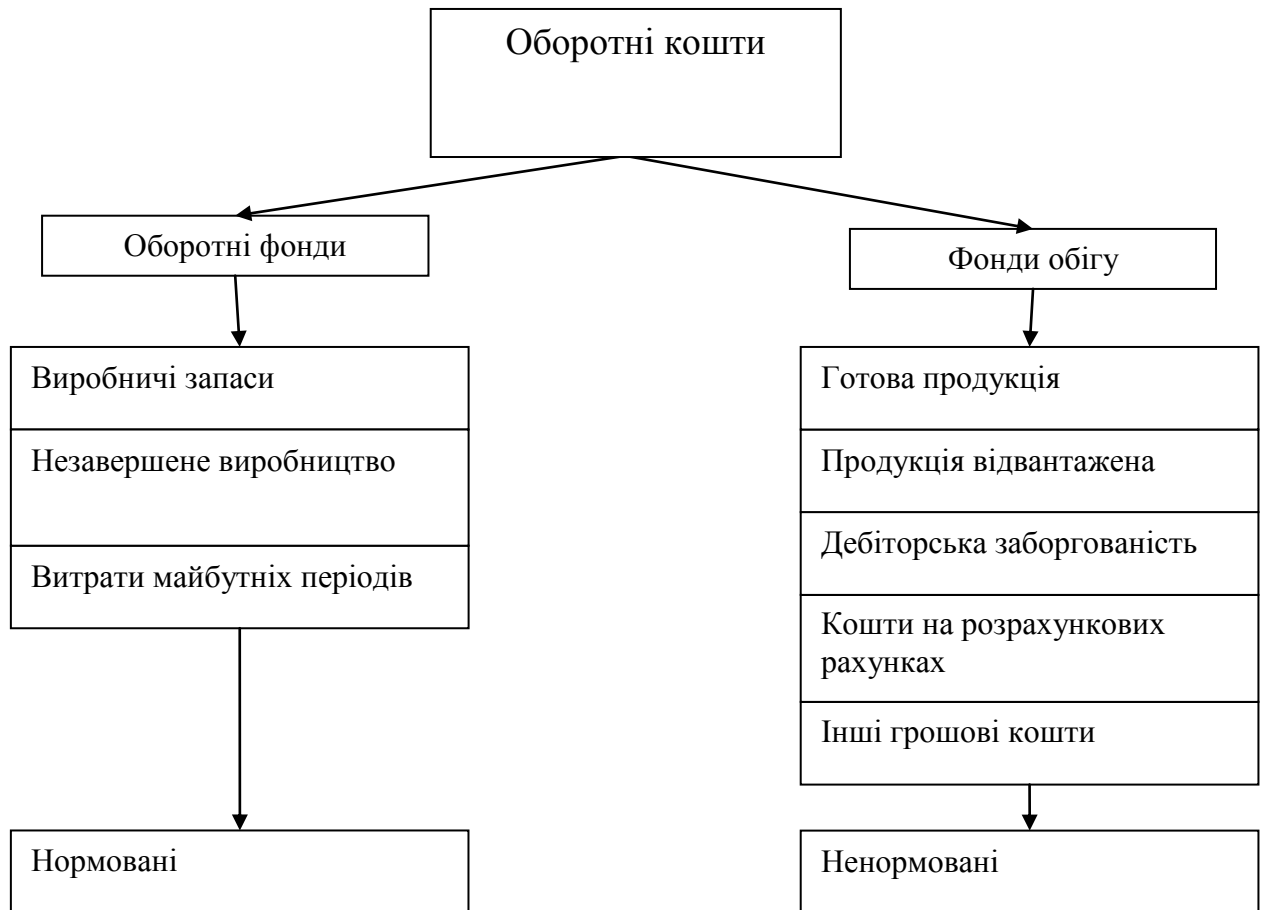 Оборотні кошти
Оборотні фонди
Фонди обігу
Виробничі запаси
Незавершене виробництво
Витрати майбутніх періодів
Готова продукція
Продукція відвантажена
Дебіторська заборгованість
Кошти на розрахункових
рахунках
Інші грошові кошти
Нормовані
Ненормовані